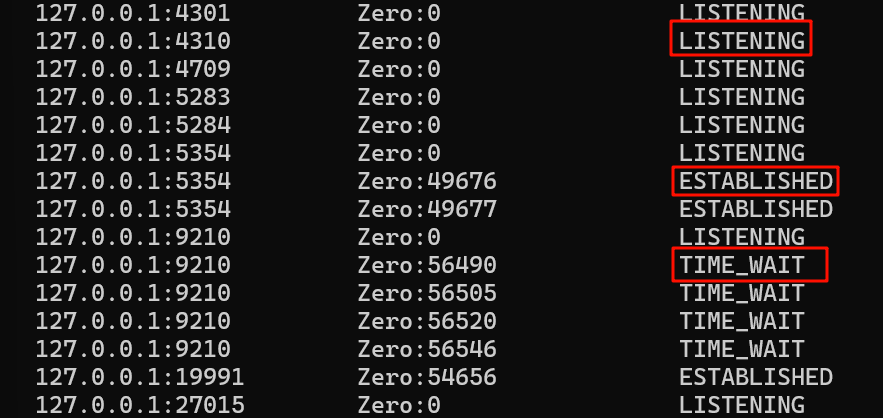 127.0.0.1:4301 Zero:0 LISTENING
127.0.0.1:4310 Zero:0 LISTENING
127.0.0.1:4709 Zero:0 LISTENING
127.0.0.1:5283 Zero:0 LISTENING
127.0.0.1:5284 Zero:0 LISTENING
127.0.0.1:5354 Zero:0 LISTENING
127.0.0.1:5354 Zero:49676 ESTABLISHED
127.0.0.1:5354 Zero:49677 ESTABLISHED
127.0.0.1:9210 Zero:0 LISTENING
127.0.0.1:9210 Zero:56490 TIME_WAIT
127.0.0.1:9210 Zero:56505 TIME_WAIT
127.0.0.1:9210 Zero:56520 TIME_WAIT
127.0.0.1:9210 Zero:56546 TIME_WAIT
127.0.0.1:19991 Zero:54656 ESTABLISHED
127.0.0.1:27015 Zero:0 LISTENING